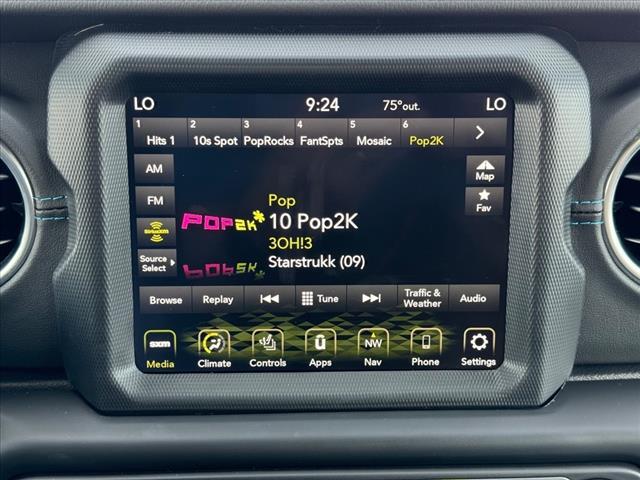 LO 9:24 75°out. LO
1 2 3 4 5 6
Hits 1 10s Spot PopRocks FantSpts Mosaic Pop2K
AM
Map
FM
Fav
Pop
POP2K
10 Pop2K
3OH!3
Starstrukk (09)
SiriusXM
Source
Select
Browse Replay Tune Traffic & Weather Audio
sxm NW
Media Climate Controls Apps Nav Phone Settings